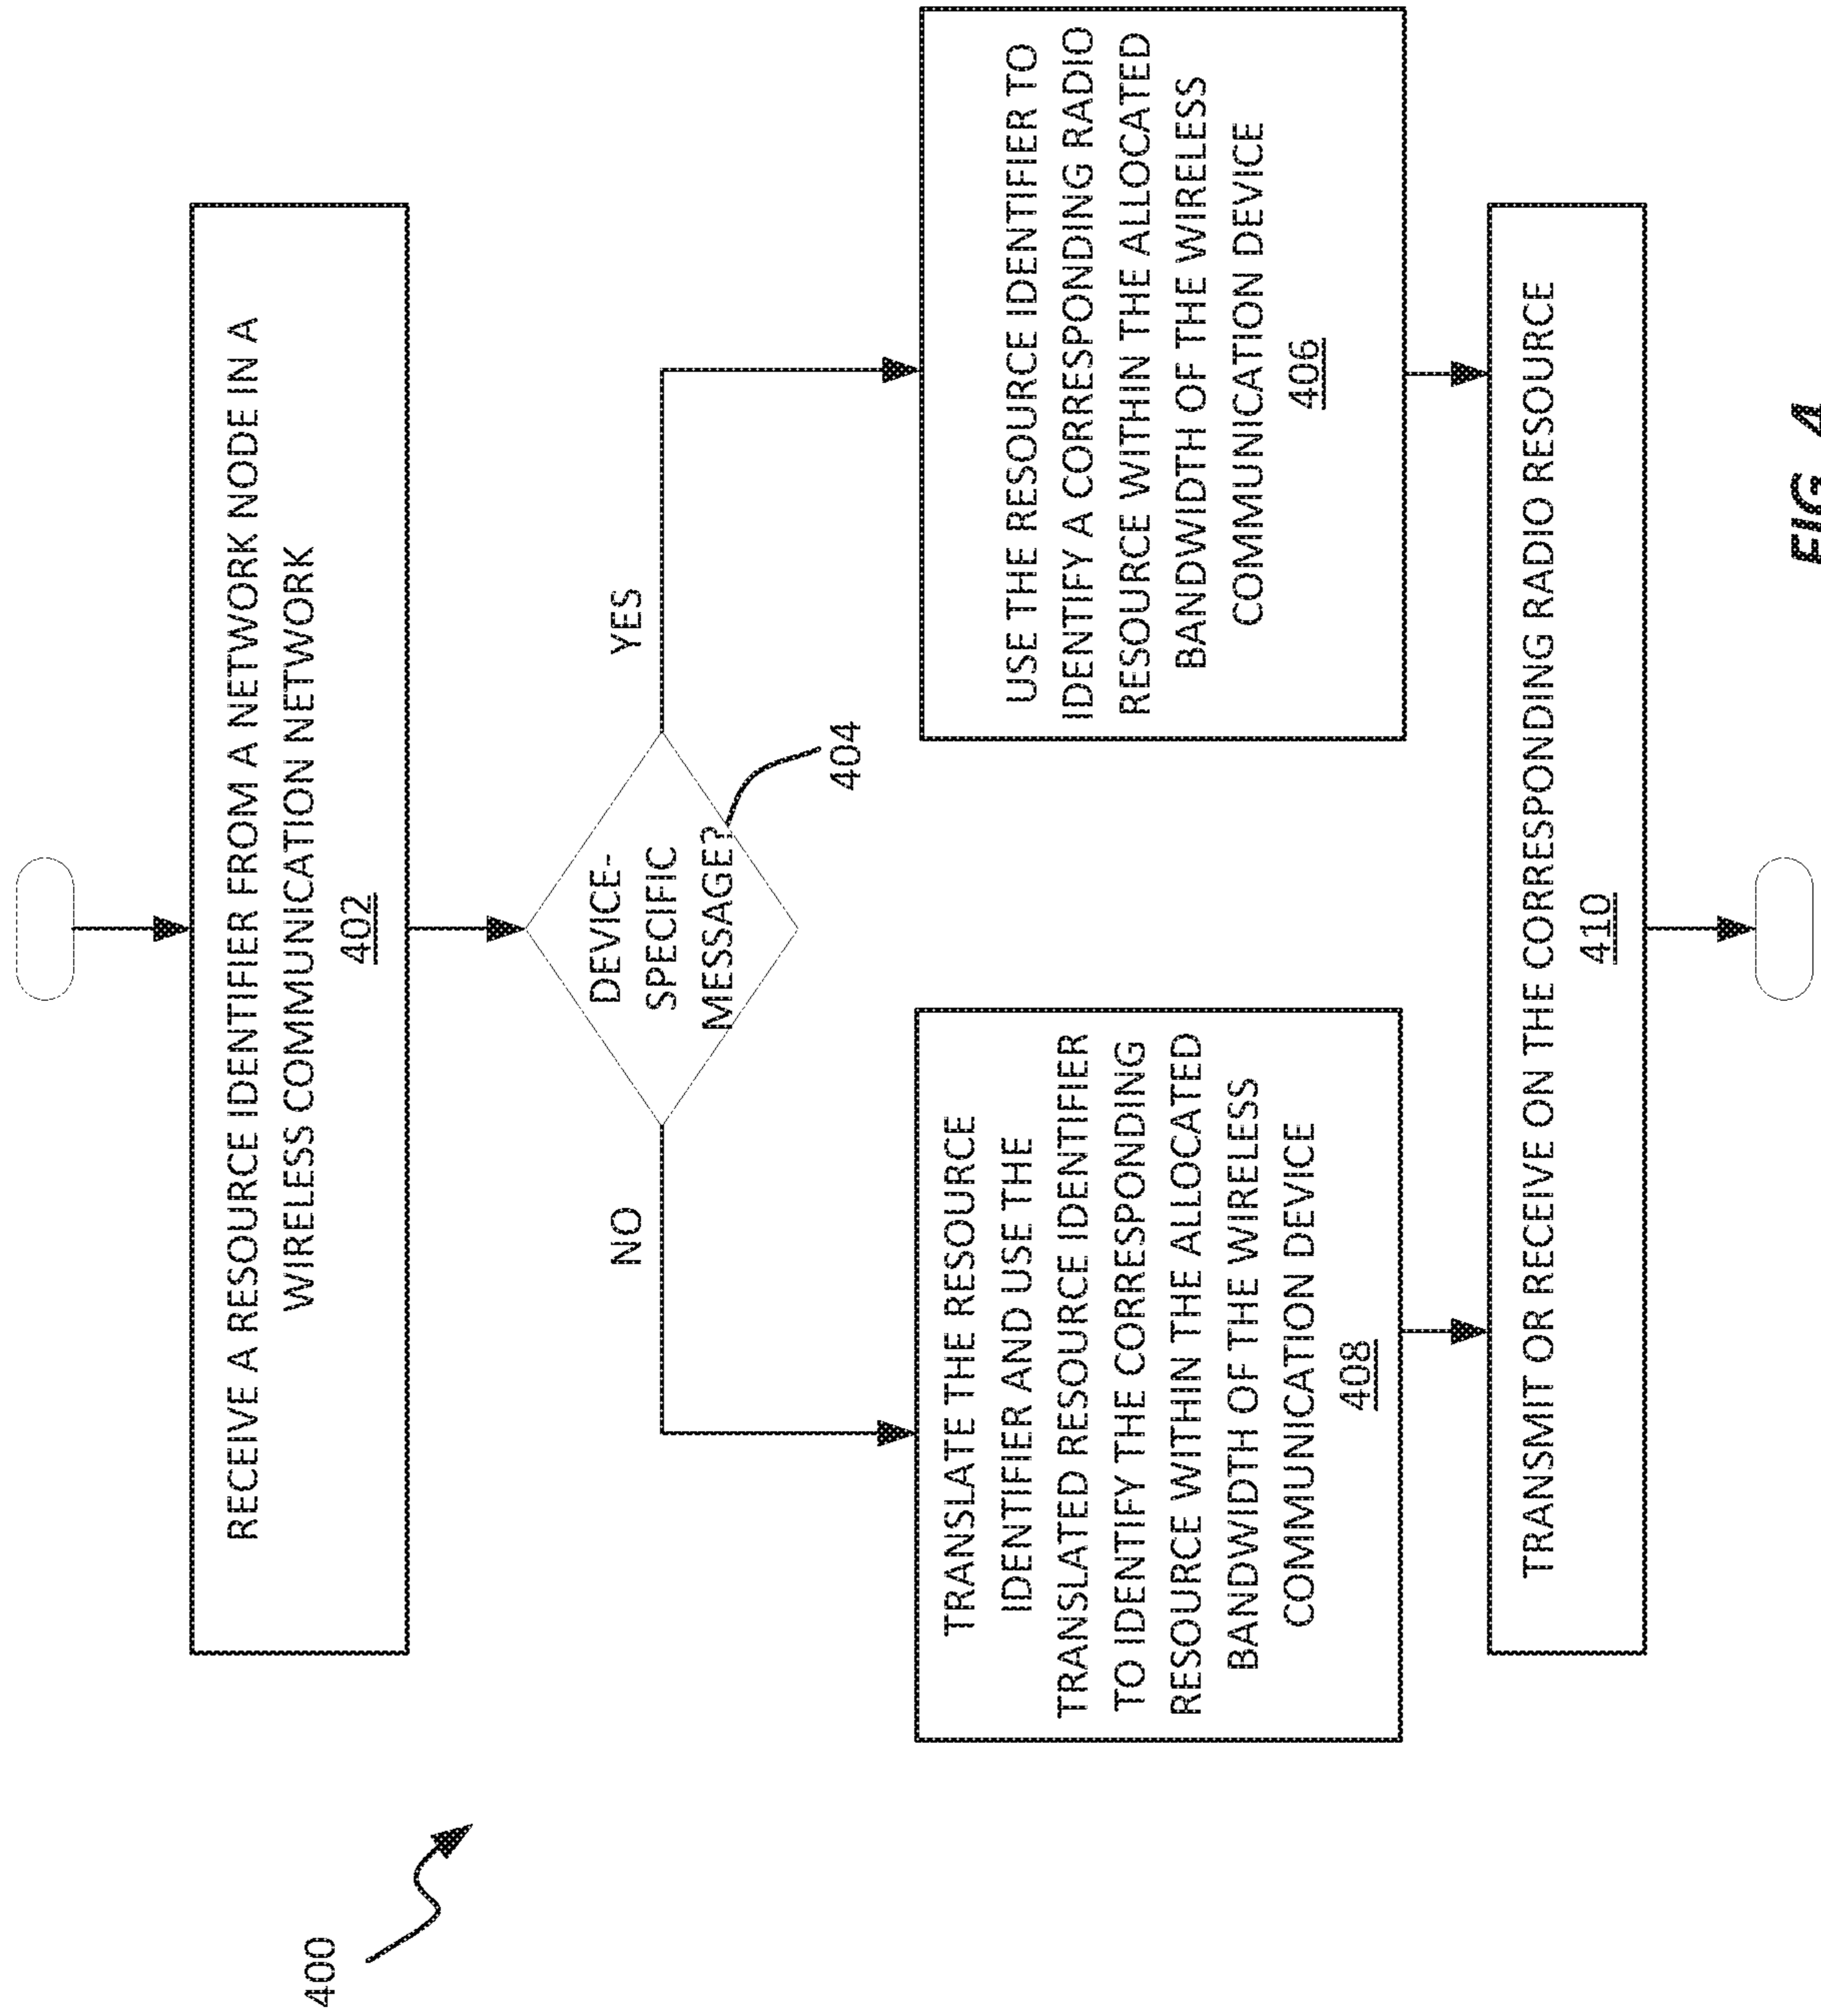 400
RECEIVE A RESOURCE IDENTIFIER FROM A NETWORK NODE IN A
WIRELESS COMMUNICATION NETWORK
402
DEVICE-
SPECIFIC
MESSAGE?
404
NO
YES
TRANSLATE THE RESOURCE
IDENTIFIER AND USE THE
TRANSLATED RESOURCE IDENTIFIER
TO IDENTIFY THE CORRESPONDING
RESOURCE WITHIN THE ALLOCATED
BANDWIDTH OF THE WIRELESS
COMMUNICATION DEVICE
408
USE THE RESOURCE IDENTIFIER TO
IDENTIFY A CORRESPONDING RADIO
RESOURCE WITHIN THE ALLOCATED
BANDWIDTH OF THE WIRELESS
COMMUNICATION DEVICE
406
TRANSMIT OR RECEIVE ON THE CORRESPONDING RADIO RESOURCE
410
FIG. 4